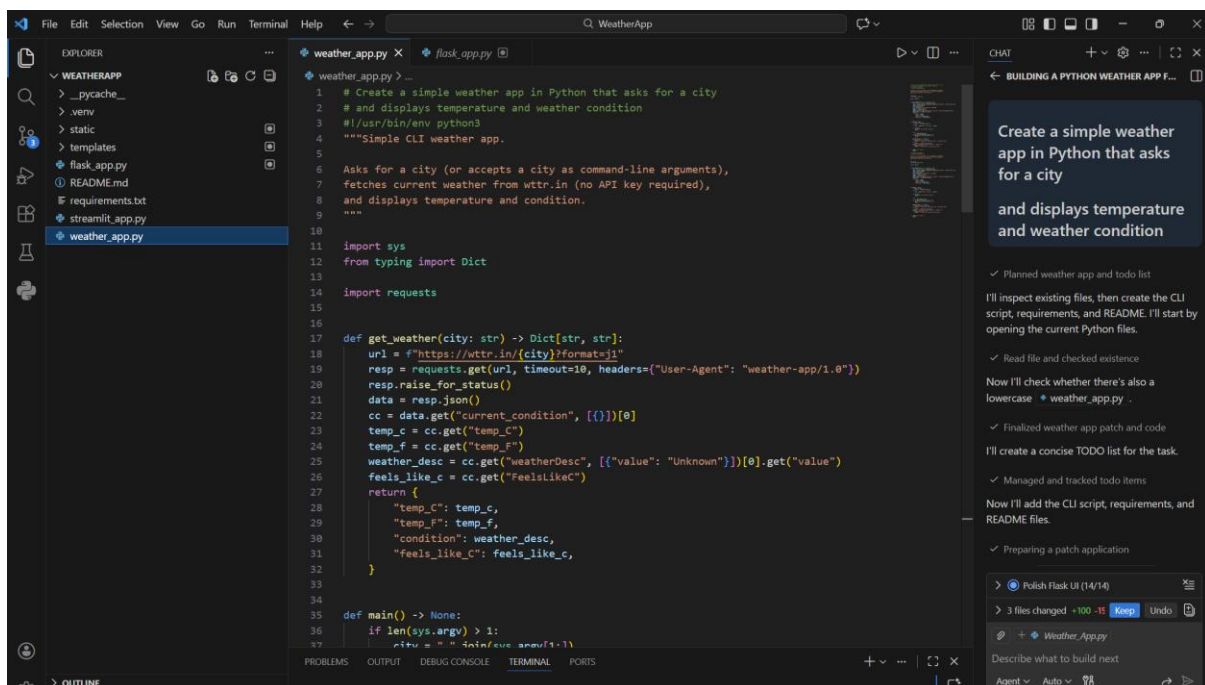 File Edit Selection View Go Run Terminal Help
WeatherApp
EXPLORER
WEATHERAPP
__pycache__
.venv
static
templates
flask_app.py
README.md
requirements.txt
streamlit_app.py
weather_app.py
OUTLINE
3
weather_app.py
flask_app.py
weather_app.py > ...
1 # Create a simple weather app in Python that asks for a city
2 # and displays temperature and weather condition
3 #!/usr/bin/env python3
4 """Simple CLI weather app.
5
6 Asks for a city (or accepts a city as command-line arguments),
7 fetches current weather from wttr.in (no API key required),
8 and displays temperature and condition.
9 """
10
11 import sys
12 from typing import Dict
13
14 import requests
15
16
17 def get_weather(city: str) -> Dict[str, str]:
18 url = f"https://wttr.in/{city}?format=j1"
19 resp = requests.get(url, timeout=10, headers={"User-Agent": "weather-app/1.0"})
20 resp.raise_for_status()
21 data = resp.json()
22 cc = data.get("current_condition", [{}])[0]
23 temp_c = cc.get("temp_C")
24 temp_f = cc.get("temp_F")
25 weather_desc = cc.get("weatherDesc", [{"value": "Unknown"}])[0].get("value")
26 feels_like_c = cc.get("FeelsLikeC")
27 return {
28 "temp_C": temp_c,
29 "temp_F": temp_f,
30 "condition": weather_desc,
31 "feels_like_C": feels_like_c,
32 }
33
34
35 def main() -> None:
36 if len(sys.argv) > 1:
37 city = " ".join(sys.argv[1:])
PROBLEMS OUTPUT DEBUG CONSOLE TERMINAL PORTS
CHAT
BUILDING A PYTHON WEATHER APP F...
Create a simple weather
app in Python that asks
for a city
and displays temperature
and weather condition
Planned weather app and todo list
I'll inspect existing files, then create the CLI
script, requirements, and README. I'll start by
opening the current Python files.
Read file and checked existence
Now I'll check whether there's also a
lowercase weather_app.py .
Finalized weather app patch and code
I'll create a concise TODO list for the task.
Managed and tracked todo items
Now I'll add the CLI script, requirements, and
README files.
Preparing a patch application
Polish Flask UI (14/14)
3 files changed +100 Keep Undo
Weather_App.py
Describe what to build next
Agent Auto